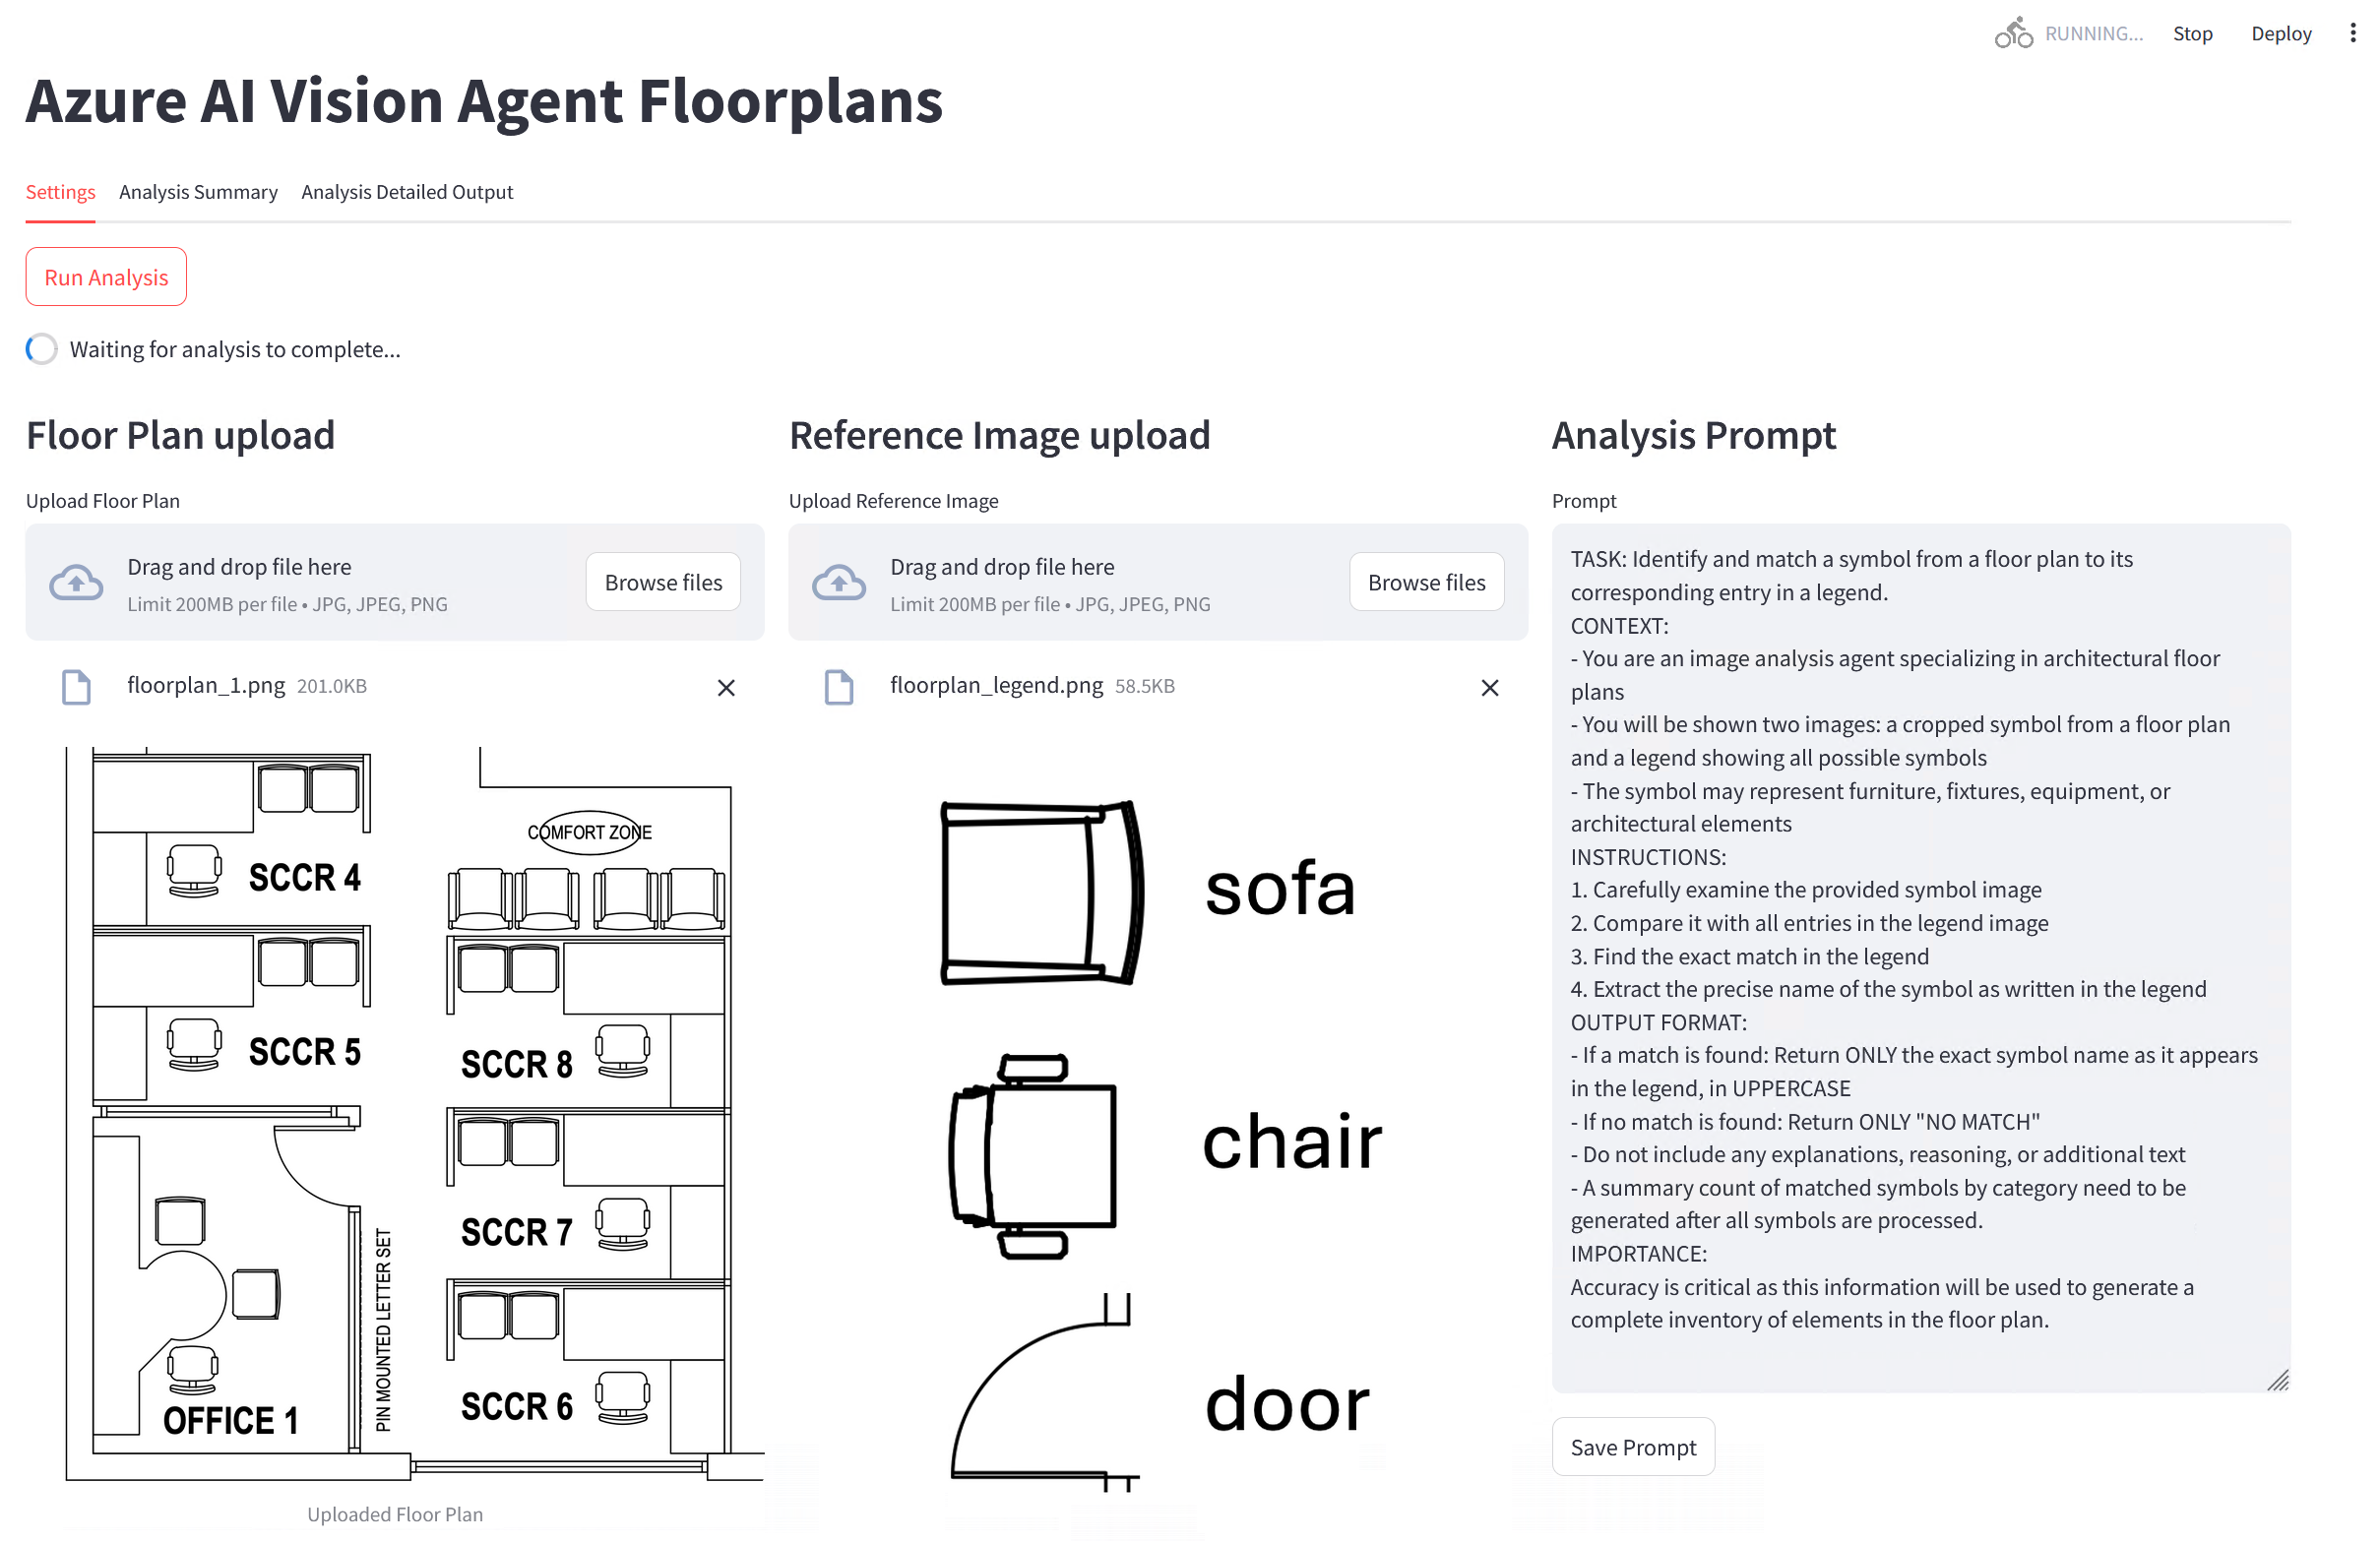 RUNNING...
Stop
Deploy
Azure AI Vision Agent Floorplans
Settings
Analysis Summary
Analysis Detailed Output
Run Analysis
Waiting for analysis to complete...
Floor Plan upload
Upload Floor Plan
Drag and drop file here
Limit 200MB per file • JPG, JPEG, PNG
Browse files
floorplan_1.png 201.0KB
COMFORT ZONE
SCCR 4
SCCR 5
SCCR 8
SCCR 7
SCCR 6
PIN MOUNTED LETTER SET
OFFICE 1
Uploaded Floor Plan
Reference Image upload
Upload Reference Image
Drag and drop file here
Limit 200MB per file • JPG, JPEG, PNG
Browse files
floorplan_legend.png 58.5KB
sofa
chair
door
Analysis Prompt
Prompt
TASK: Identify and match a symbol from a floor plan to its
corresponding entry in a legend.
CONTEXT:
- You are an image analysis agent specializing in architectural floor
plans
- You will be shown two images: a cropped symbol from a floor plan
and a legend showing all possible symbols
- The symbol may represent furniture, fixtures, equipment, or
architectural elements
INSTRUCTIONS:
1. Carefully examine the provided symbol image
2. Compare it with all entries in the legend image
3. Find the exact match in the legend
4. Extract the precise name of the symbol as written in the legend
OUTPUT FORMAT:
- If a match is found: Return ONLY the exact symbol name as it appears
in the legend, in UPPERCASE
- If no match is found: Return ONLY "NO MATCH"
- Do not include any explanations, reasoning, or additional text
- A summary count of matched symbols by category need to be
generated after all symbols are processed.
IMPORTANCE:
Accuracy is critical as this information will be used to generate a
complete inventory of elements in the floor plan.
Save Prompt